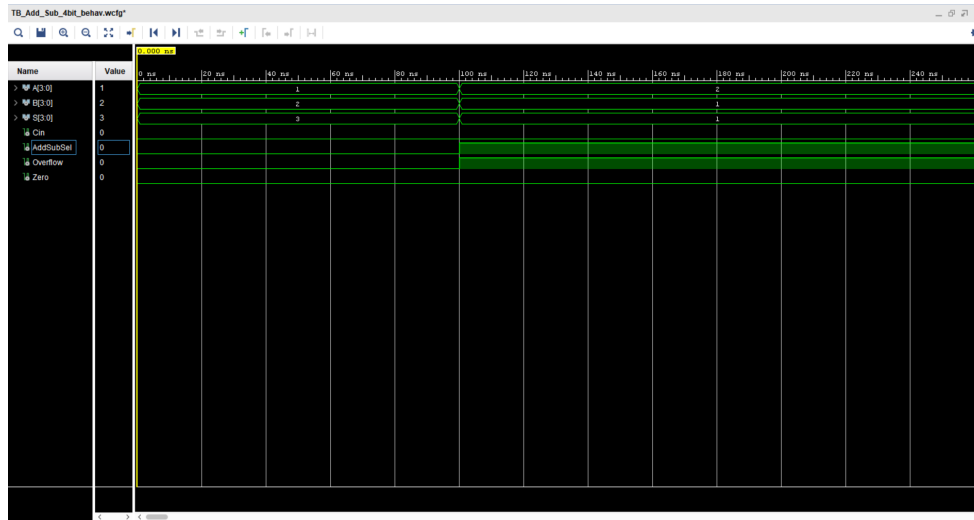 TB_Add_Sub_4bit_behav.wcfg*
0.000 ns
Name Value 0 ns 20 ns 40 ns 60 ns 80 ns 100 ns 120 ns 140 ns 160 ns 180 ns 200 ns 220 ns 240 ns
A[3:0] 1 1 2
B[3:0] 2 2 1
S[3:0] 3 3 1
Cin 0
AddSubSel 0
Overflow 0
Zero 0